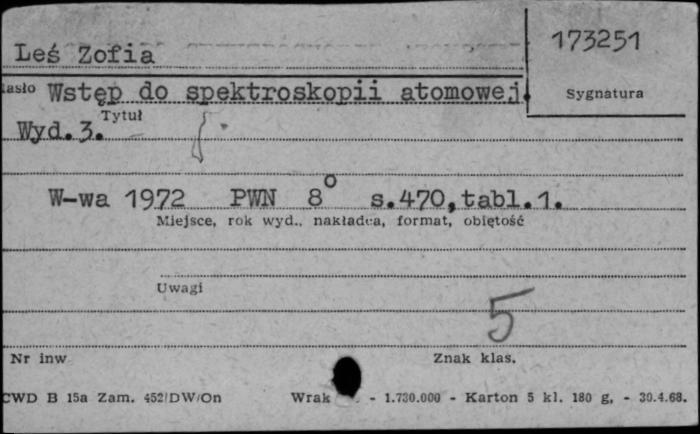 Leś Zofia
173251
asło Wstęp do spektroskopii atomowej
Sygnatura
Tytuł
Wyd.3.
W-wa 1972 PWN 8° s.470,tabl.1.
Miejsce, rok wyd., nakładca, format, objętość
Uwagi
5
Nr inw
Znak klas.
CWD B 15a Zam. 452/DW/On Wrak - 1.730.000 - Karton 5 kl. 180 g, - 30.4.68.